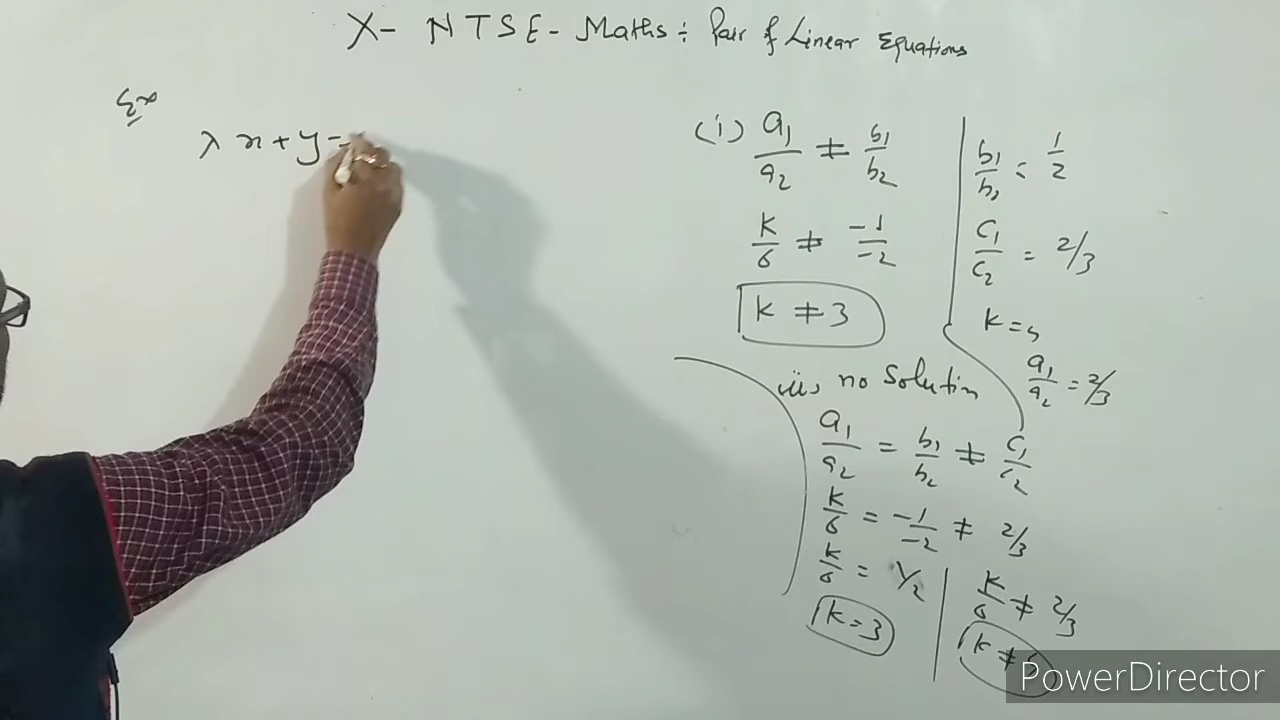 X- NTSE - Maths ÷ Pair of Linear Equations
Ex
λ x + y =
(i) a₁/a₂ ≠ b₁/b₂
k/6 ≠ -1/-2
k ≠ 3
b₁/b₂ = 1/2
c₁/c₂ = 2/3
k =
a₁/a₂ = 2/3
iii, no solution
a₁/a₂ = b₁/b₂ ≠ c₁/c₂
k/6 = -1/-2 ≠ 2/3
k/6 = 1/2
k = 3
k/6 ≠ 2/3
k ≠
PowerDirector